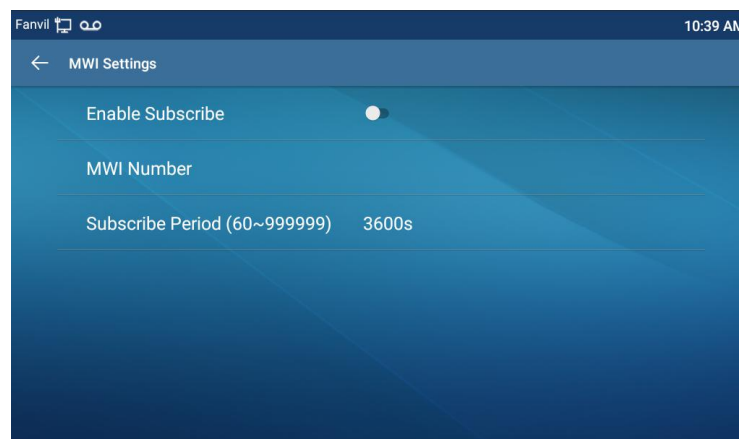 Fanvil 10:39 AM
MWI Settings
Enable Subscribe
MWI Number
Subscribe Period (60~999999) 3600s